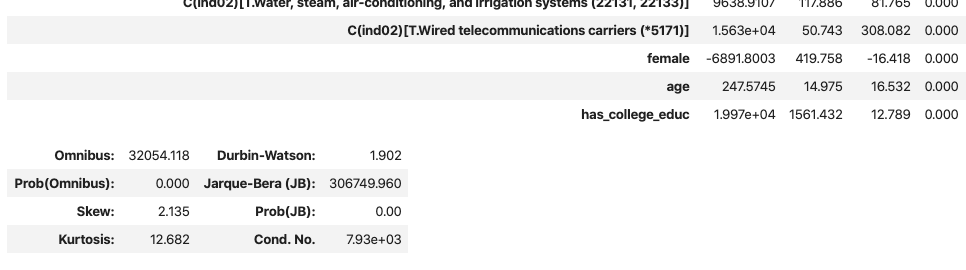 C(ind02)[T.Water, steam, air-conditioning, and irrigation systems (22131, 22133)] 9638.9107 117.886 81.765 0.000
C(ind02)[T.Wired telecommunications carriers (*5171)] 1.563e+04 50.743 308.082 0.000
female -6891.8003 419.758 -16.418 0.000
age 247.5745 14.975 16.532 0.000
has_college_educ 1.997e+04 1561.432 12.789 0.000
Omnibus: 32054.118 Durbin-Watson: 1.902
Prob(Omnibus): 0.000 Jarque-Bera (JB): 306749.960
Skew: 2.135 Prob(JB): 0.00
Kurtosis: 12.682 Cond. No. 7.93e+03